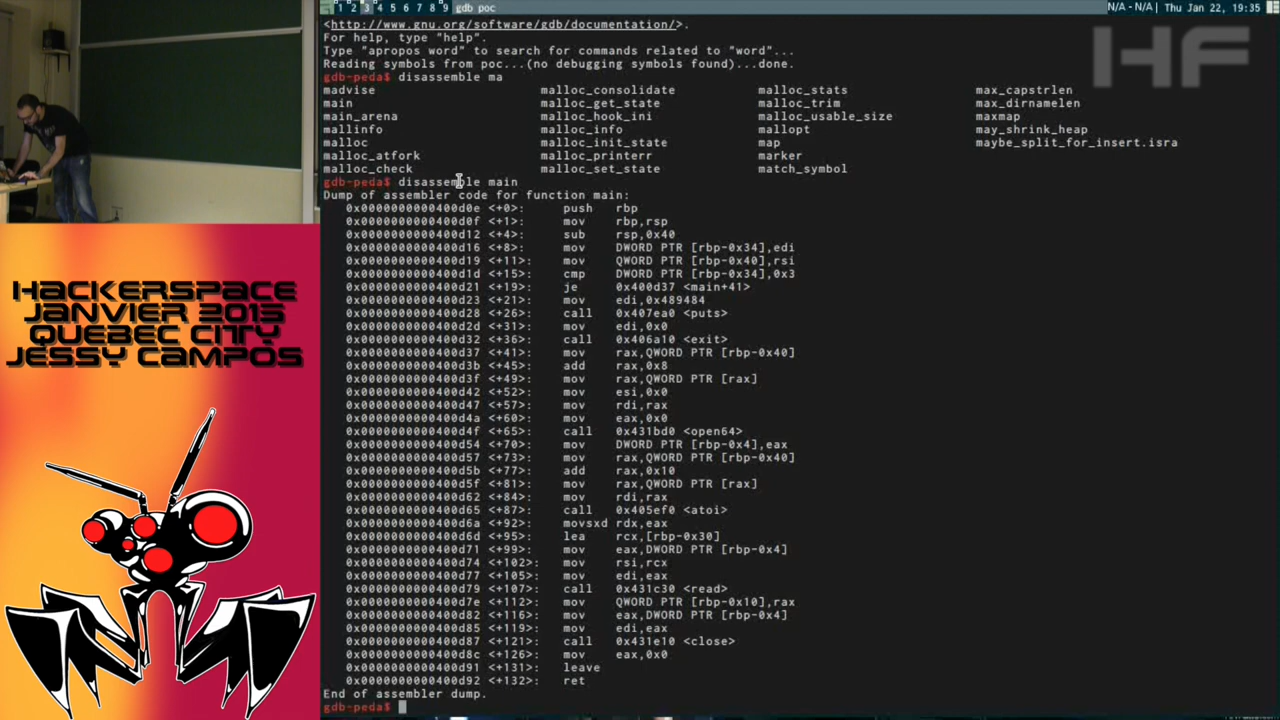 1 2 3 4 5 6 7 8 9 gdb poc
N/A - N/A | Thu Jan 22, 19:35
<http://www.gnu.org/software/gdb/documentation/>.
For help, type "help".
Type "apropos word" to search for commands related to "word"...
Reading symbols from poc...(no debugging symbols found)...done.
gdb-peda$ disassemble ma
madvise malloc_consolidate malloc_stats max_capstrlen
main malloc_get_state malloc_trim max_dirnamelen
main_arena malloc_hook_ini malloc_usable_size maxmap
mallinfo malloc_info mallopt may_shrink_heap
malloc malloc_init_state map maybe_split_for_insert.isra
malloc_atfork malloc_printerr marker
malloc_check malloc_set_state match_symbol
gdb-peda$ disassemble main
Dump of assembler code for function main:
0x0000000000400d0e <+0>: push rbp
0x0000000000400d0f <+1>: mov rbp,rsp
0x0000000000400d12 <+4>: sub rsp,0x40
0x0000000000400d16 <+8>: mov DWORD PTR [rbp-0x34],edi
0x0000000000400d19 <+11>: mov QWORD PTR [rbp-0x40],rsi
0x0000000000400d1d <+15>: cmp DWORD PTR [rbp-0x34],0x3
0x0000000000400d21 <+19>: je 0x400d37 <main+41>
0x0000000000400d23 <+21>: mov edi,0x489484
0x0000000000400d28 <+26>: call 0x407ea0 <puts>
0x0000000000400d2d <+31>: mov edi,0x0
0x0000000000400d32 <+36>: call 0x406a10 <exit>
0x0000000000400d37 <+41>: mov rax,QWORD PTR [rbp-0x40]
0x0000000000400d3b <+45>: add rax,0x8
0x0000000000400d3f <+49>: mov rax,QWORD PTR [rax]
0x0000000000400d42 <+52>: mov esi,0x0
0x0000000000400d47 <+57>: mov rdi,rax
0x0000000000400d4a <+60>: mov eax,0x0
0x0000000000400d4f <+65>: call 0x431bd0 <open64>
0x0000000000400d54 <+70>: mov DWORD PTR [rbp-0x4],eax
0x0000000000400d57 <+73>: mov rax,QWORD PTR [rbp-0x40]
0x0000000000400d5b <+77>: add rax,0x10
0x0000000000400d5f <+81>: mov rax,QWORD PTR [rax]
0x0000000000400d62 <+84>: mov rdi,rax
0x0000000000400d65 <+87>: call 0x405ef0 <atoi>
0x0000000000400d6a <+92>: movsxd rdx,eax
0x0000000000400d6d <+95>: lea rcx,[rbp-0x30]
0x0000000000400d71 <+99>: mov eax,DWORD PTR [rbp-0x4]
0x0000000000400d74 <+102>: mov rsi,rcx
0x0000000000400d77 <+105>: mov edi,eax
0x0000000000400d79 <+107>: call 0x431c30 <read>
0x0000000000400d7e <+112>: mov QWORD PTR [rbp-0x10],rax
0x0000000000400d82 <+116>: mov eax,DWORD PTR [rbp-0x4]
0x0000000000400d85 <+119>: mov edi,eax
0x0000000000400d87 <+121>: call 0x431e10 <close>
0x0000000000400d8c <+126>: mov eax,0x0
0x0000000000400d91 <+131>: leave
0x0000000000400d92 <+132>: ret
End of assembler dump.
gdb-peda$
HF
HACKERSPACE
JANVIER 2015
QUEBEC CITY
JESSY CAMPOS